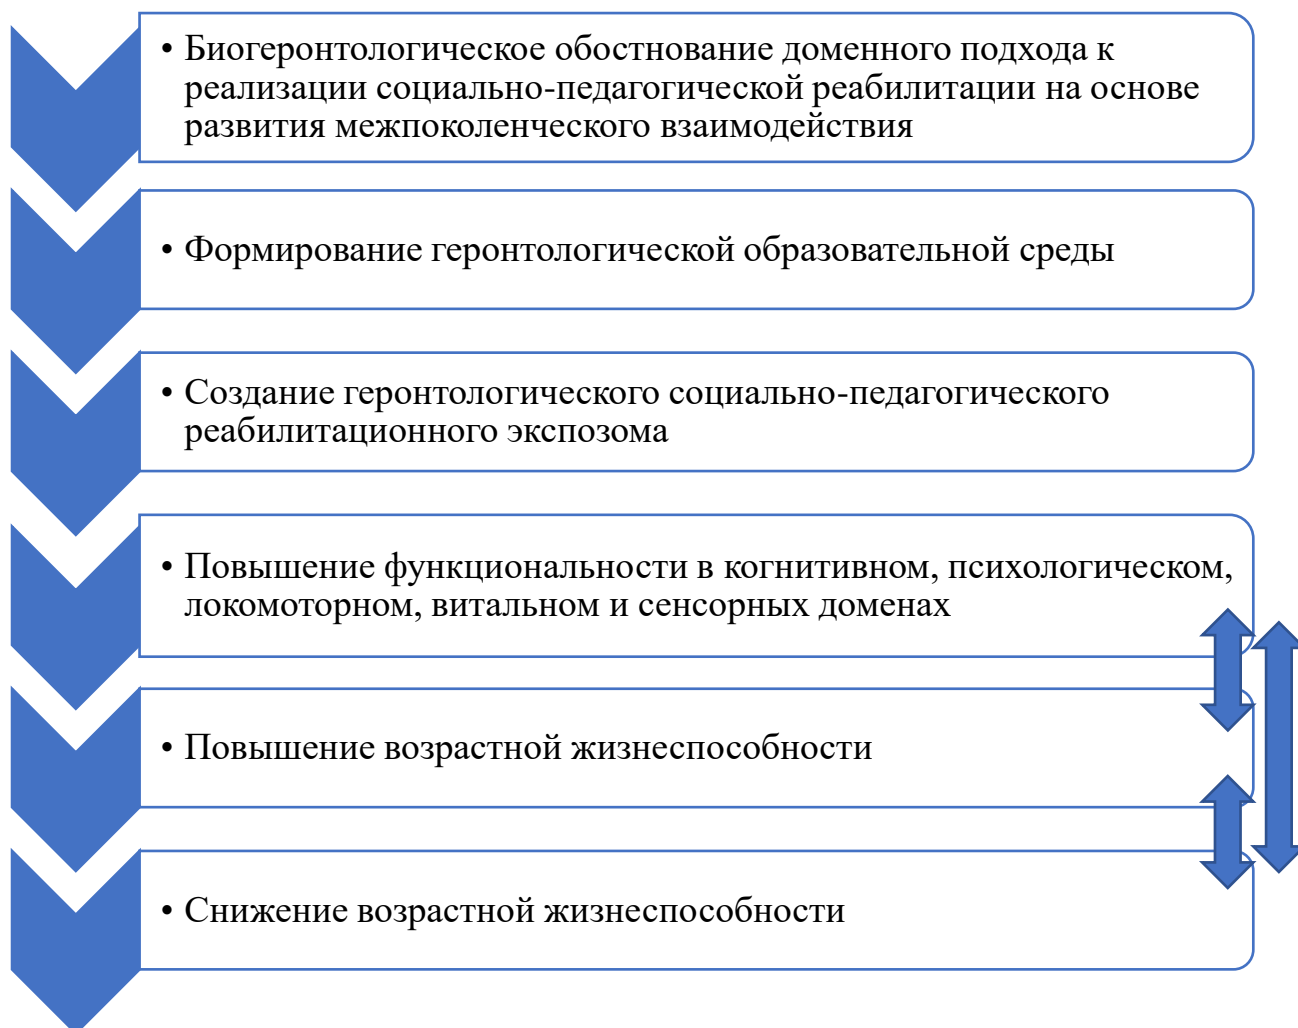 • Биогеронтологическое обостнование доменного подхода к
реализации социально-педагогической реабилитации на основе
развития межпоколенческого взаимодействия
• Формирование геронтологической образовательной среды
• Создание геронтологического социально-педагогического
реабилитационного экспозома
• Повышение функциональности в когнитивном, психологическом,
локомоторном, витальном и сенсорных доменах
• Повышение возрастной жизнеспособности
• Снижение возрастной жизнеспособности